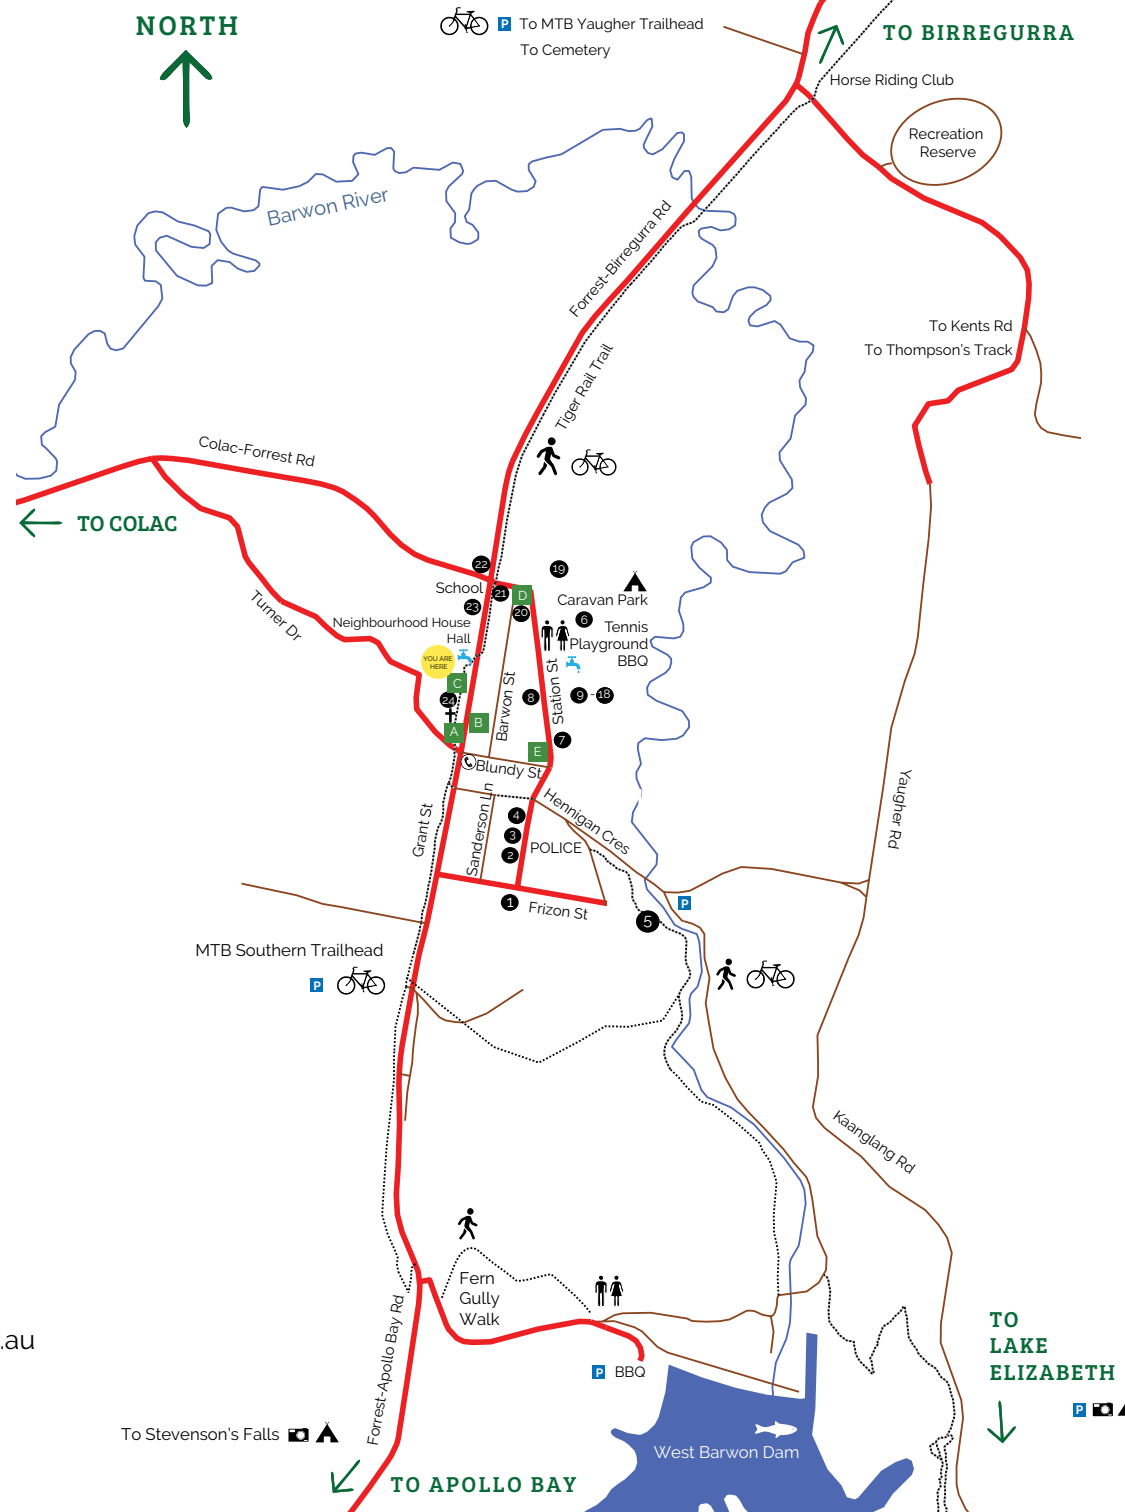 NORTH
P To MTB Yaugher Trailhead
To Cemetery
TO BIRREGURRA
Horse Riding Club
Recreation
Reserve
Barwon River
Forrest-Birregurra Rd
To Kents Rd
To Thompson's Track
Tiger Rail Trail
Colac-Forrest Rd
TO COLAC
22
19
School
21
D
Caravan Park
23
20
6
Turner Dr
Neighbourhood House
Hall
Tennis
Playground
BBQ
YOU ARE
HERE
C
24
Barwon St
8
Station St
9 - 18
B
A
7
E
Blundy St
Grant St
Sanderson Ln
Hennigan Cres
4
3
2
POLICE
Yaugher Rd
1
Frizon St
5
P
MTB Southern Trailhead
P
Kaanglang Rd
Fern
Gully
Walk
.au
Forrest-Apollo Bay Rd
TO
LAKE
ELIZABETH
P
P BBQ
To Stevenson's Falls
West Barwon Dam
TO APOLLO BAY